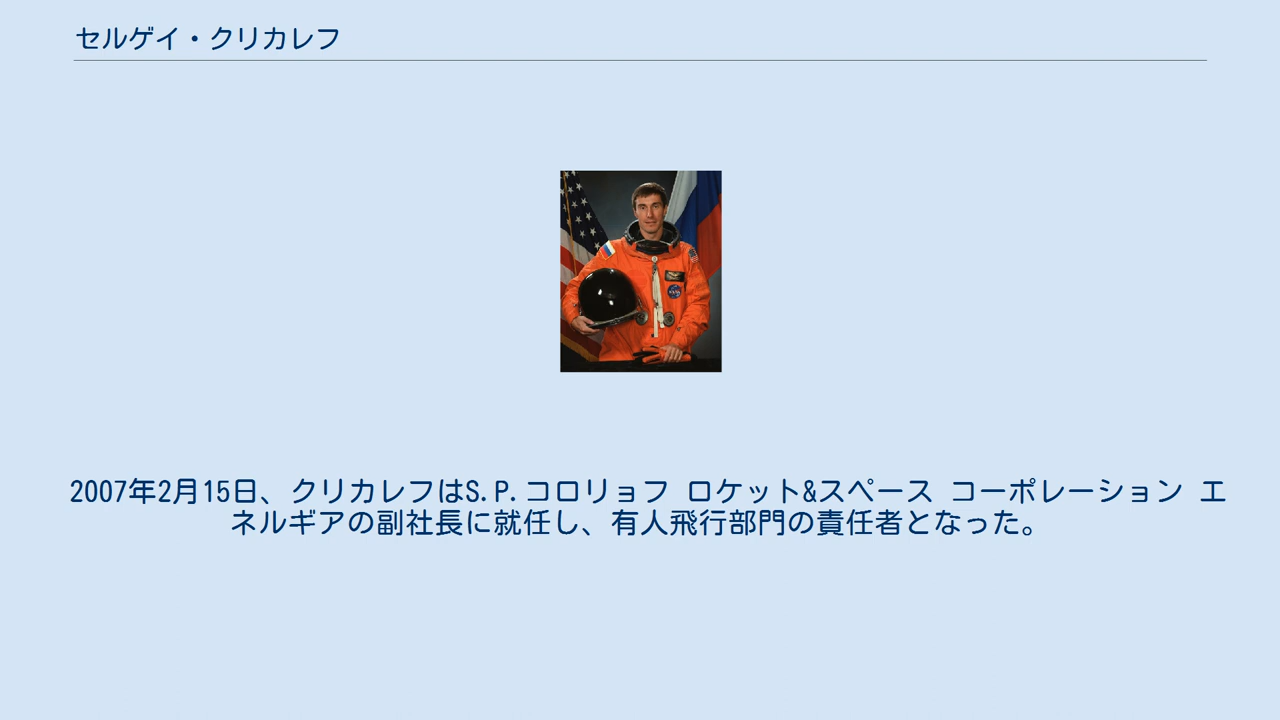 セルゲイ・クリカレフ
2007年2月15日、クリカレフはS.P.コロリョフ ロケット&スペース コーポレーション エ
ネルギアの副社長に就任し、有人飛行部門の責任者となった。